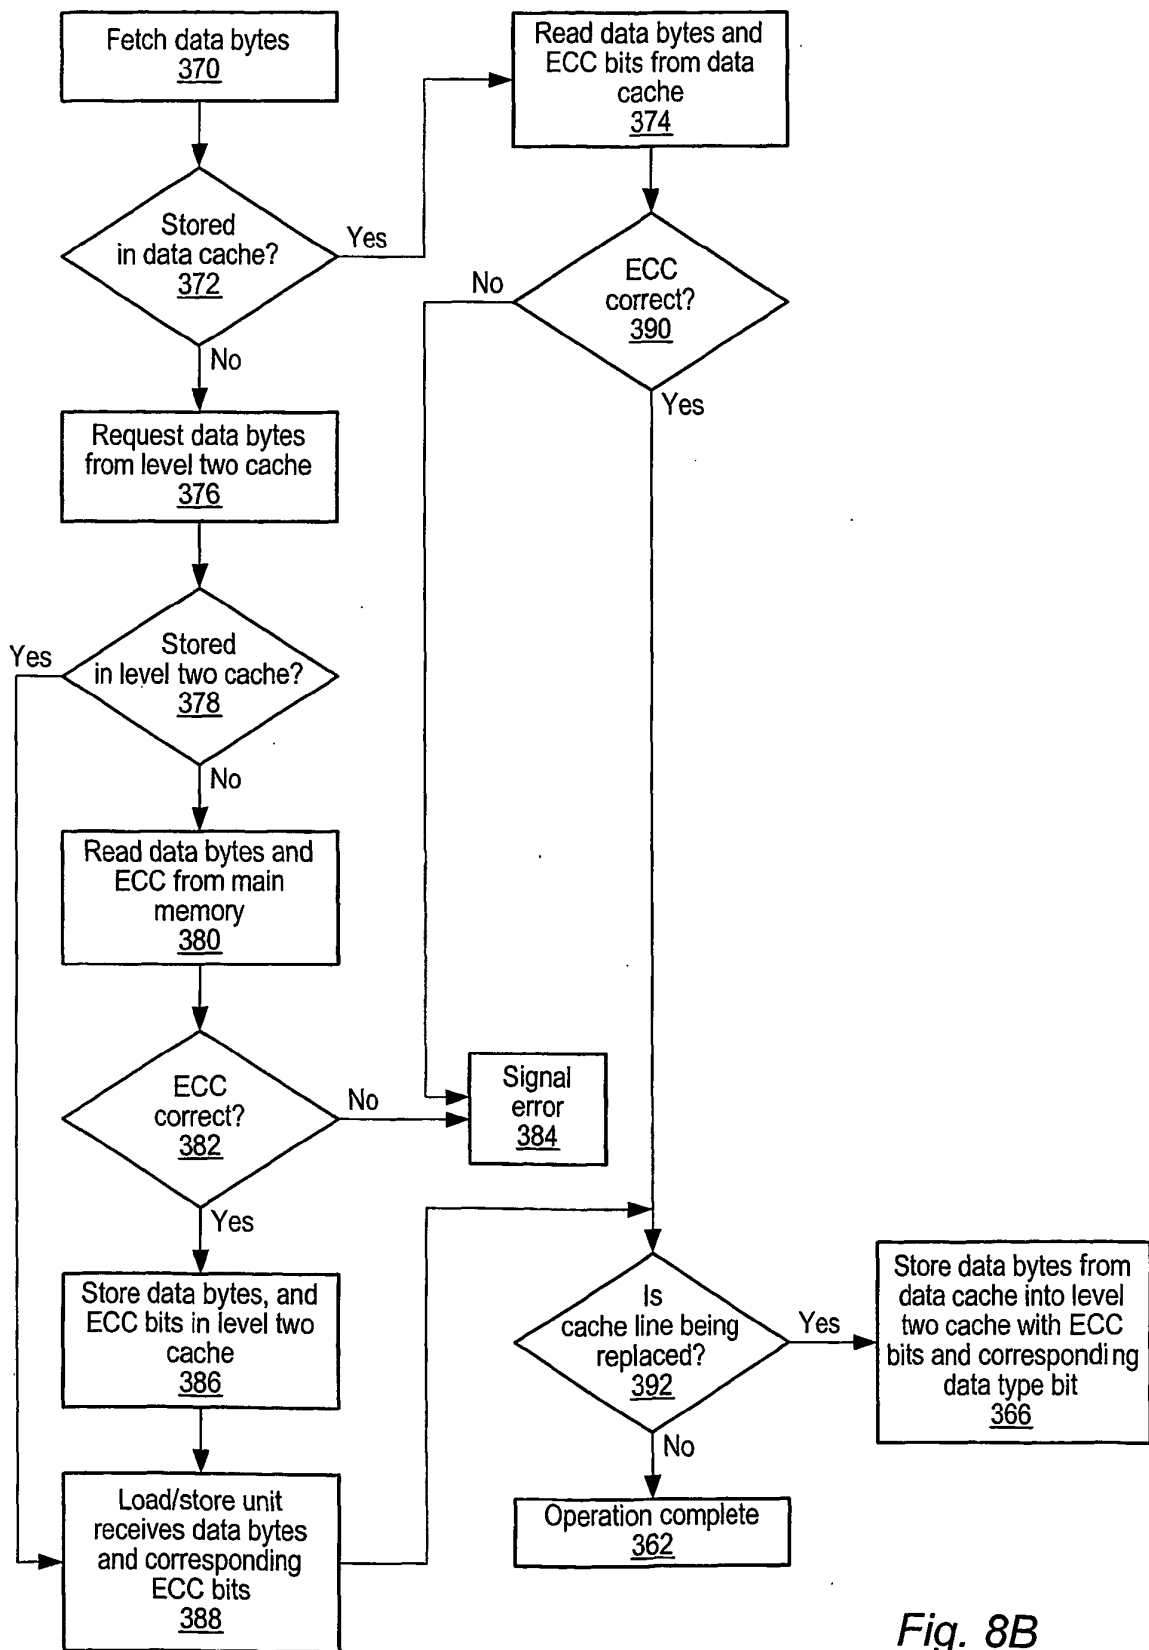 Fetch data bytes
370
Read data bytes and
ECC bits from data
cache
374
Stored
in data cache?
372
Yes
No
ECC
correct?
390
No
Yes
Request data bytes
from level two cache
376
Stored
in level two cache?
378
Yes
No
Read data bytes and
ECC from main
memory
380
ECC
correct?
382
No
Yes
Signal
error
384
Store data bytes, and
ECC bits in level two
cache
386
Is
cache line being
replaced?
392
Yes
No
Store data bytes from
data cache into level
two cache with ECC
bits and corresponding
data type bit
366
Load/store unit
receives data bytes
and corresponding
ECC bits
388
Operation complete
362
Fig. 8B